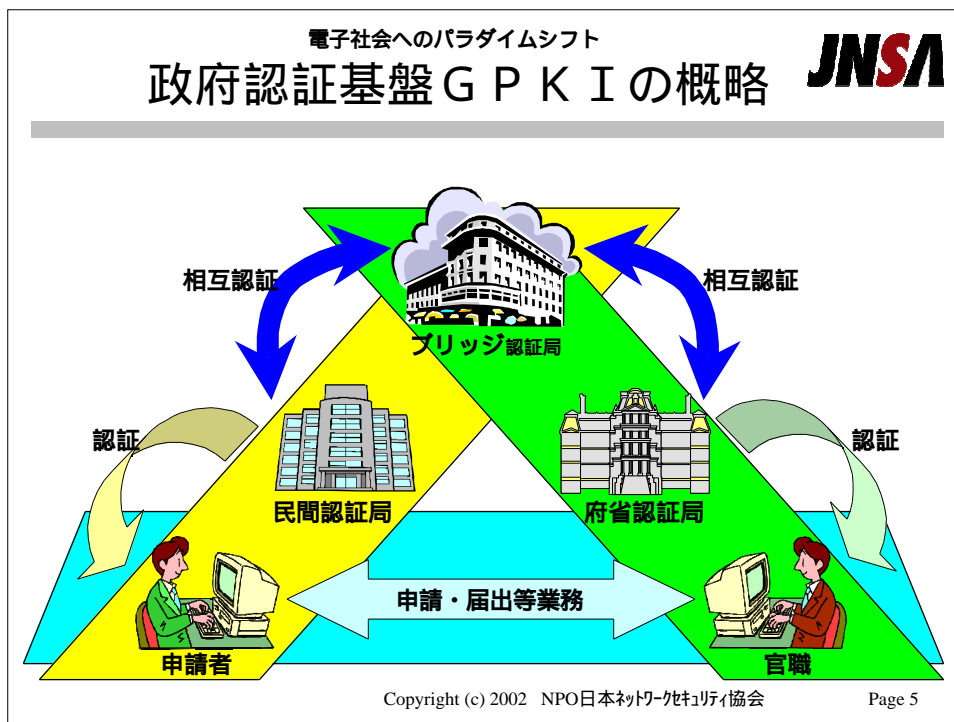 電子社会へのパラダイムシフト
政府認証基盤ＧＰＫＩの概略
JNSA
相互認証
相互認証
ブリッジ認証局
認証
認証
民間認証局
府省認証局
申請・届出等業務
申請者
官職
Copyright (c) 2002 NPO日本ﾈｯﾄﾜｰｸｾｷｭﾘﾃｨ協会
Page 5